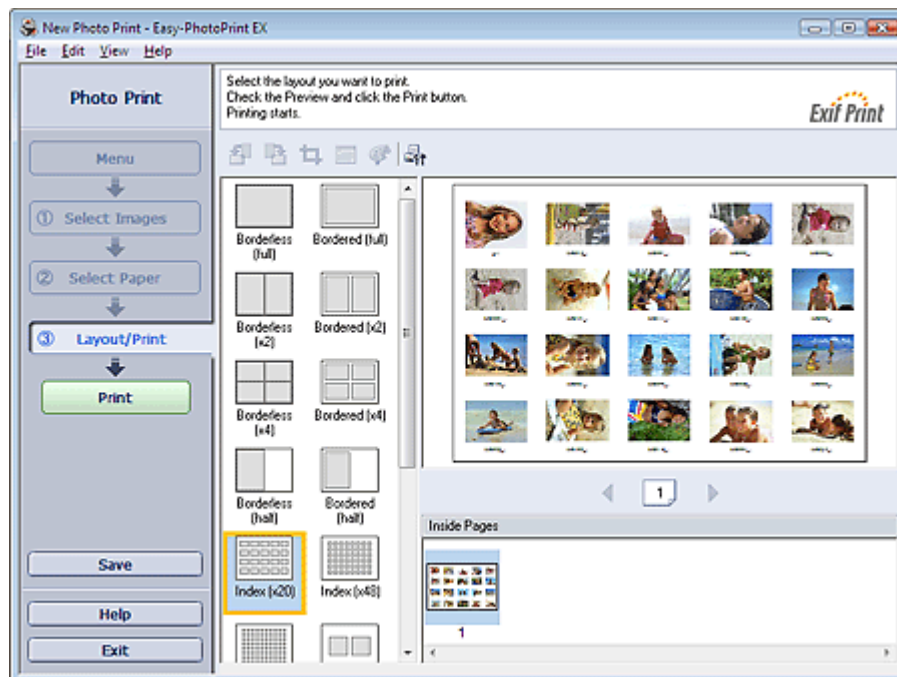 New Photo Print - Easy-PhotoPrint EX
File Edit View Help
Photo Print
Select the layout you want to print.
Check the Preview and click the Print button.
Printing starts.
Exif Print
Menu
① Select Images
② Select Paper
③ Layout/Print
Print
Save
Help
Exit
Borderless
(full)
Bordered (full)
Borderless
(x2)
Bordered (x2)
Borderless
(x4)
Bordered (x4)
Borderless
(half)
Bordered
(half)
Index (x20)
Index (x48)
1
Inside Pages
1